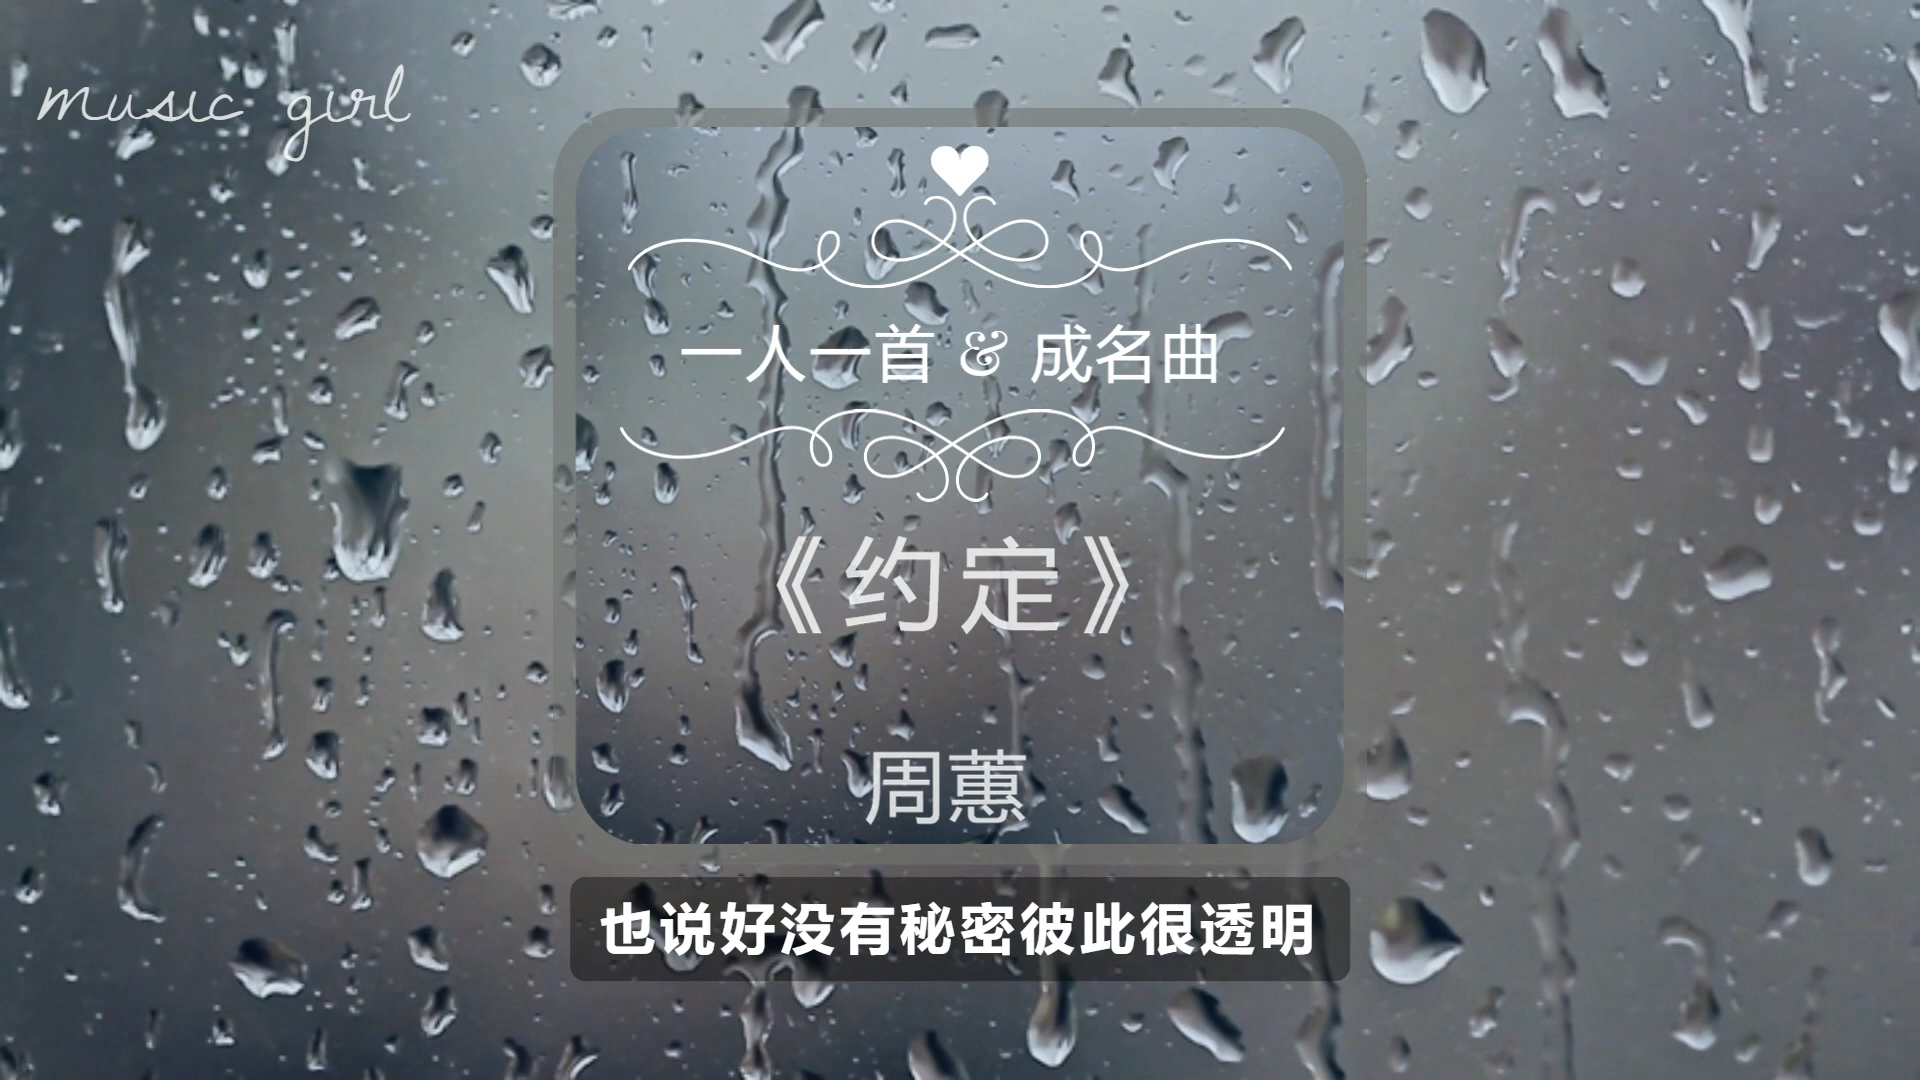 music girl
一人一首 & 成名曲
《约定》
周蕙
也说好没有秘密彼此很透明